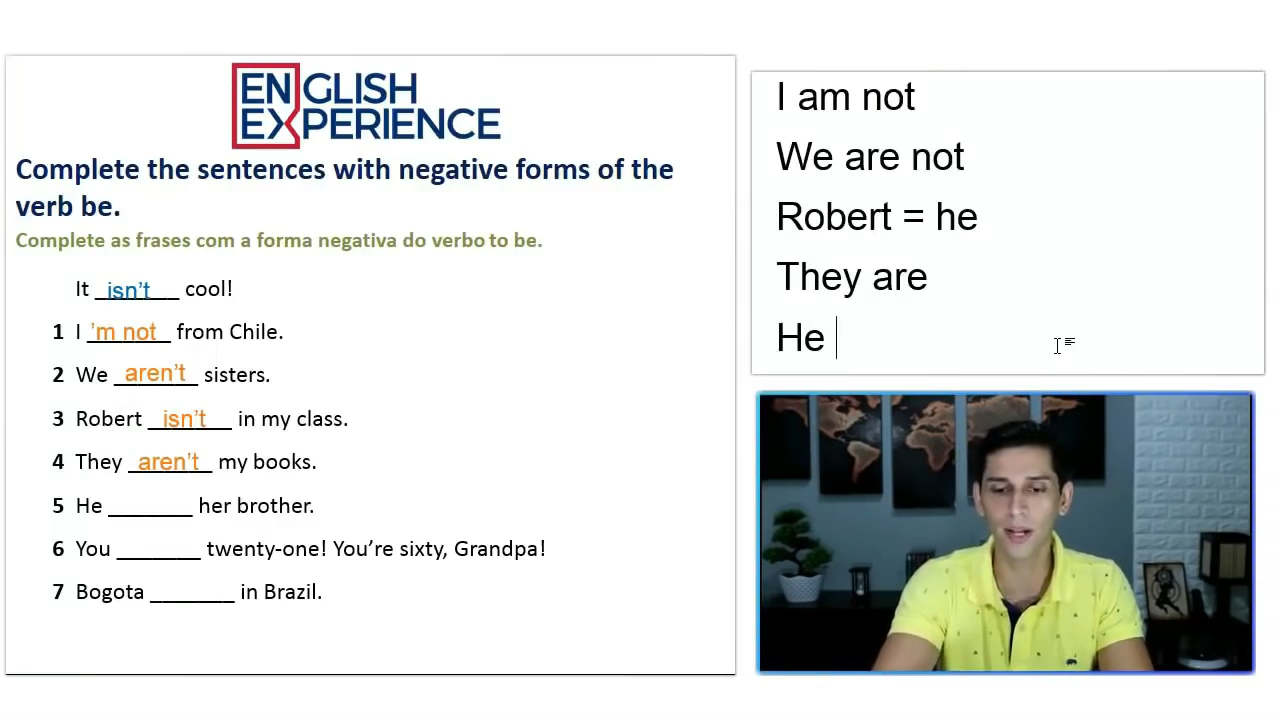 ENGLISH
EXPERIENCE
Complete the sentences with negative forms of the
verb be.
Complete as frases com a forma negativa do verbo to be.
It isn't cool!
1 I 'm not from Chile.
2 We aren't sisters.
3 Robert isn't in my class.
4 They aren't my books.
5 He _______ her brother.
6 You _______ twenty-one! You're sixty, Grandpa!
7 Bogota _______ in Brazil.
I am not
We are not
Robert = he
They are
He